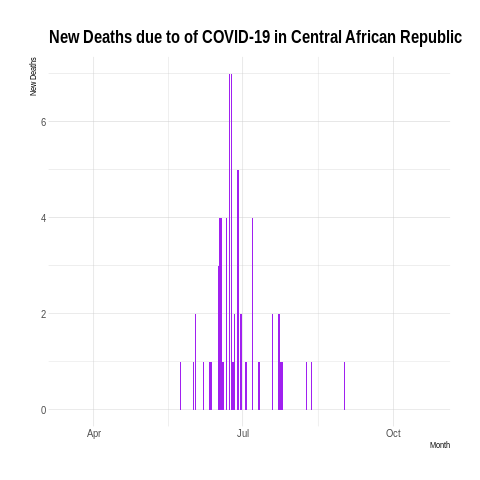 New Deaths due to of COVID-19 in Central African Republic
New Deaths
6
4
2
0
Apr
Jul
Oct
Month